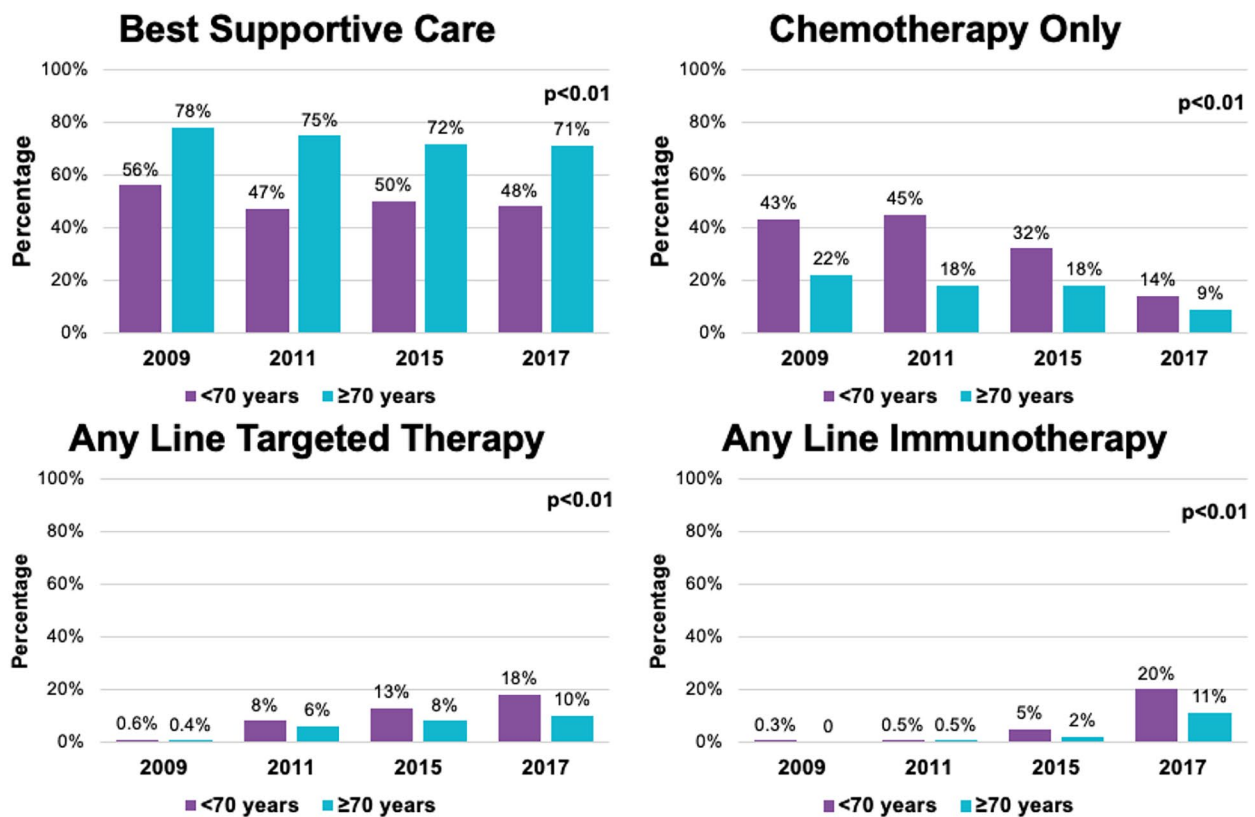 Best Supportive Care
100%
p<0.01
80%
60%
40%
20%
0%
Percentage
78%
75%
72%
71%
56%
47%
50%
48%
2009 2011 2015 2017
<70 years ≥70 years
Chemotherapy Only
100%
p<0.01
80%
60%
40%
20%
0%
Percentage
43%
45%
32%
22%
18%
18%
14%
9%
2009 2011 2015 2017
<70 years ≥70 years
Any Line Targeted Therapy
100%
p<0.01
80%
60%
40%
20%
0%
Percentage
0.6% 0.4%
8% 6%
13% 8%
18% 10%
2009 2011 2015 2017
<70 years ≥70 years
Any Line Immunotherapy
100%
p<0.01
80%
60%
40%
20%
0%
Percentage
0.3% 0
0.5% 0.5%
5% 2%
20% 11%
2009 2011 2015 2017
<70 years ≥70 years